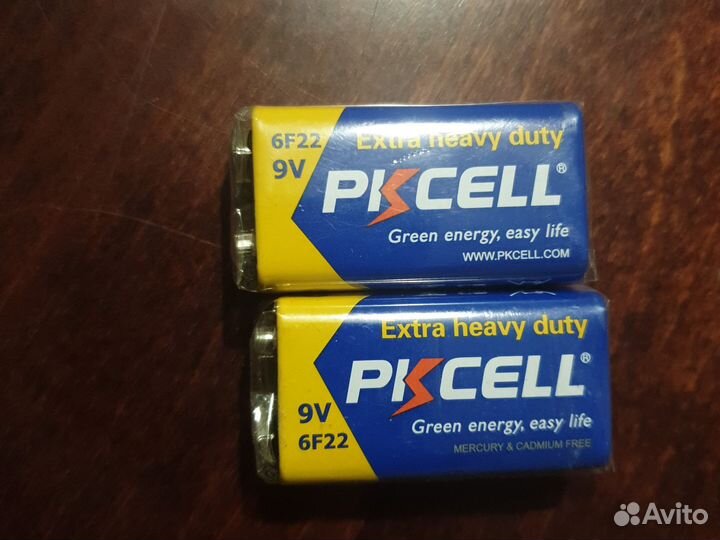 6F22
9V
Extra heavy duty
PKCELL®
Green energy, easy life
WWW.PKCELL.COM
Extra heavy duty
PKCELL®
9V
6F22
Green energy, easy life
MERCURY & CADMIUM FREE
Avito